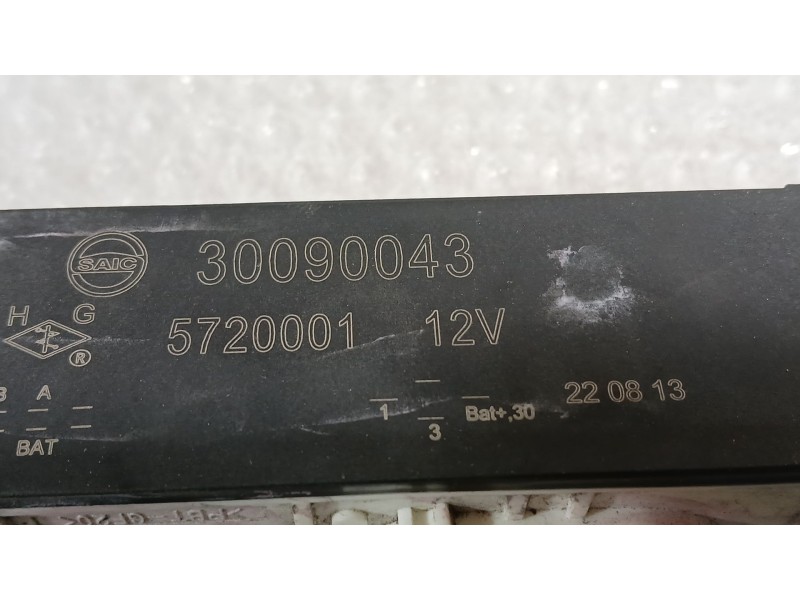 SAIC 30090043
H G
® 5720001 12V
B A
1 Bat+,30 22 08 13
3
BAT